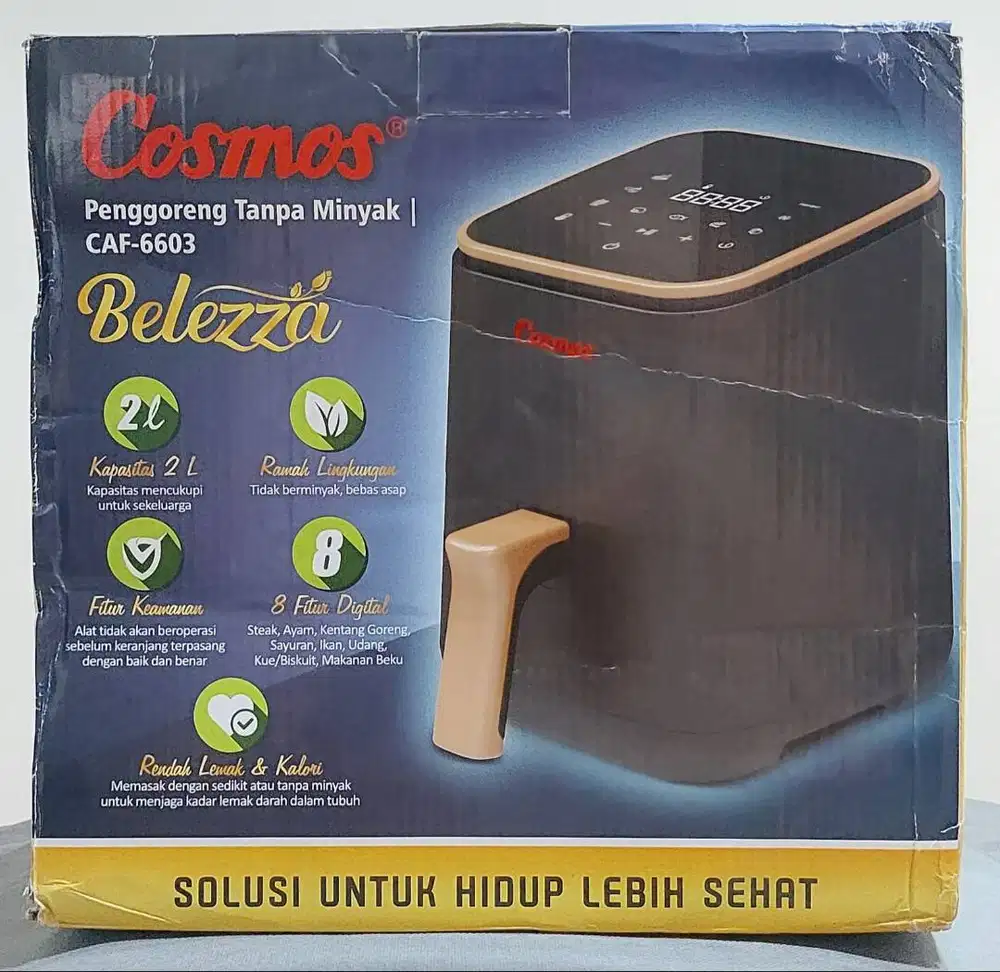 Cosmos®
Penggoreng Tanpa Minyak |
CAF-6603
Belezza
2ℓ
Kapasitas 2 L
Kapasitas mencukupi
untuk sekeluarga
Ramah Lingkungan
Tidak berminyak, bebas asap
Fitur Keamanan
Alat tidak akan beroperasi
sebelum keranjang terpasang
dengan baik dan benar
8
8 Fitur Digital
Steak, Ayam, Kentang Goreng,
Sayuran, Ikan, Udang,
Kue/Biskuit, Makanan Beku
Rendah Lemak & Kalori
Memasak dengan sedikit atau tanpa minyak
untuk menjaga kadar lemak darah dalam tubuh
88:88
Cosmos
SOLUSI UNTUK HIDUP LEBIH SEHAT